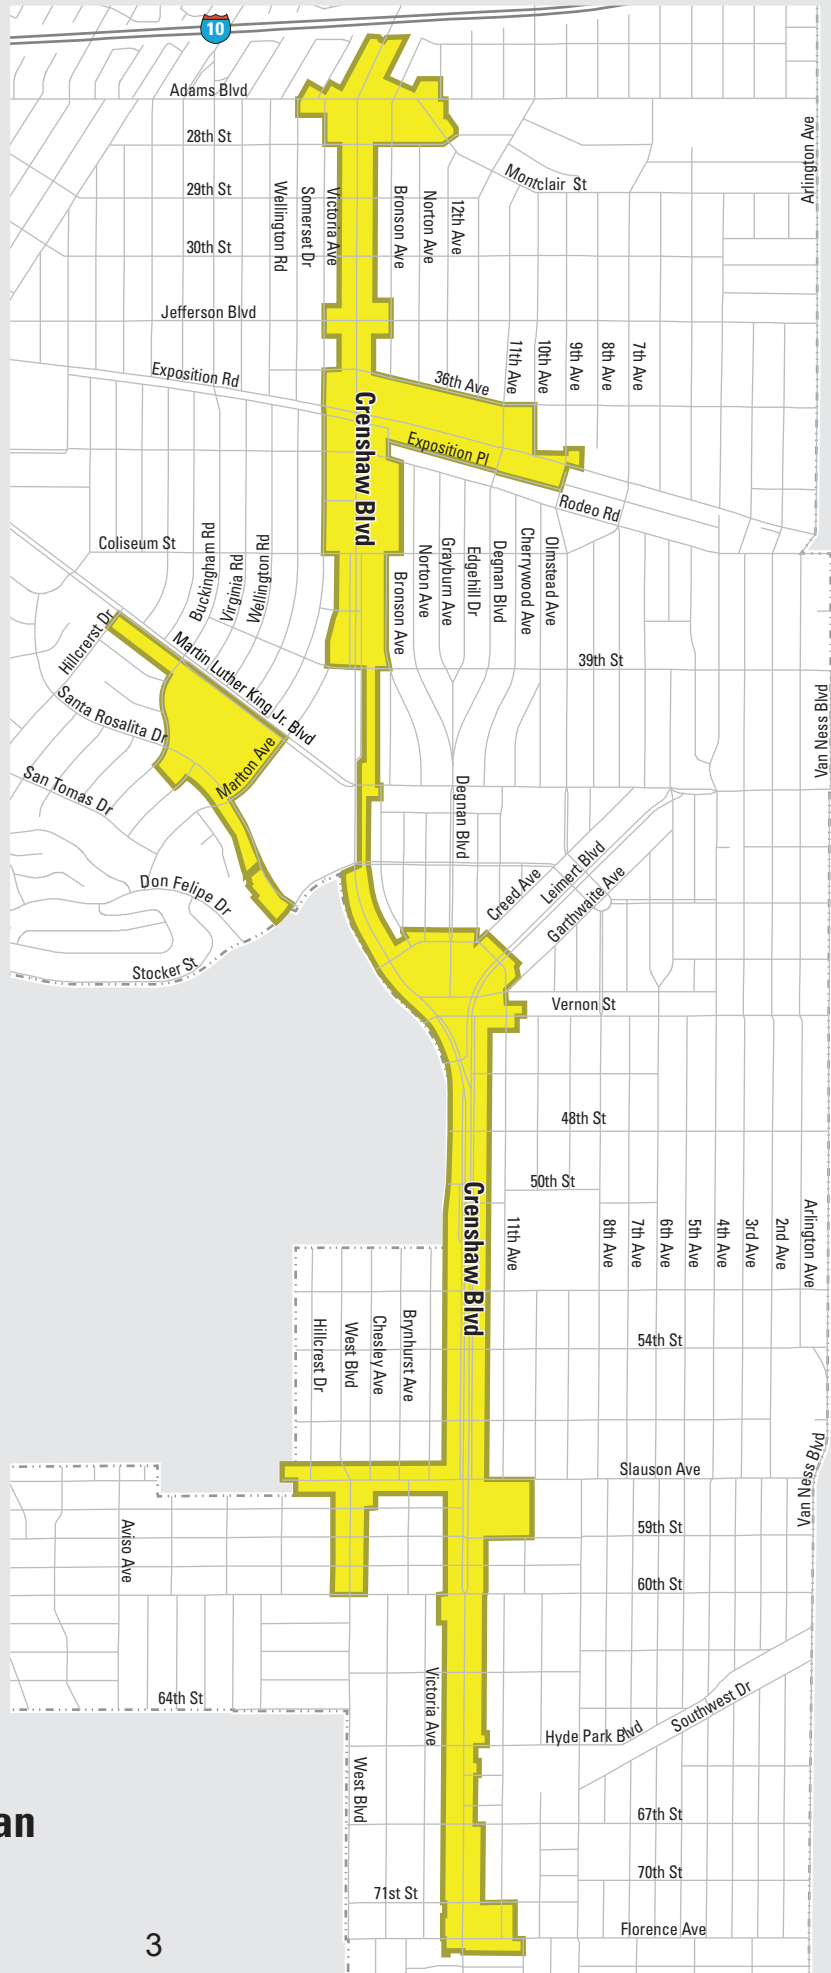 10
Adams Blvd
28th St
29th St
30th St
Wellington Rd
Somerset Dr
Victoria Ave
Bronson Ave
Norton Ave
12th Ave
Montclair St
Arlington Ave
Jefferson Blvd
Exposition Rd
36th Ave
11th Ave
10th Ave
9th Ave
8th Ave
7th Ave
Crenshaw Blvd
Exposition Pl
Rodeo Rd
Coliseum St
Buckingham Rd
Virginia Rd
Wellington Rd
Bronson Ave
Norton Ave
Grayburn Ave
Edgehill Dr
Degnan Blvd
Cherrywood Ave
Olmstead Ave
Hillcrerst Dr
Martin Luther King Jr. Blvd
39th St
Santa Rosalita Dr
Marlton Ave
Van Ness Blvd
San Tomas Dr
Degnan Blvd
Don Felipe Dr
Creed Ave
Leimert Blvd
Garthwaite Ave
Stocker St
Vernon St
48th St
50th St
Crenshaw Blvd
11th Ave
8th Ave
7th Ave
6th Ave
5th Ave
4th Ave
3rd Ave
2nd Ave
Arlington Ave
Hillcrest Dr
West Blvd
Chesley Ave
Brynhurst Ave
54th St
Slauson Ave
Van Ness Blvd
Aviso Ave
59th St
60th St
Victoria Ave
64th St
Southwest Dr
Hyde Park Blvd
West Blvd
67th St
an
70th St
71st St
Florence Ave
3